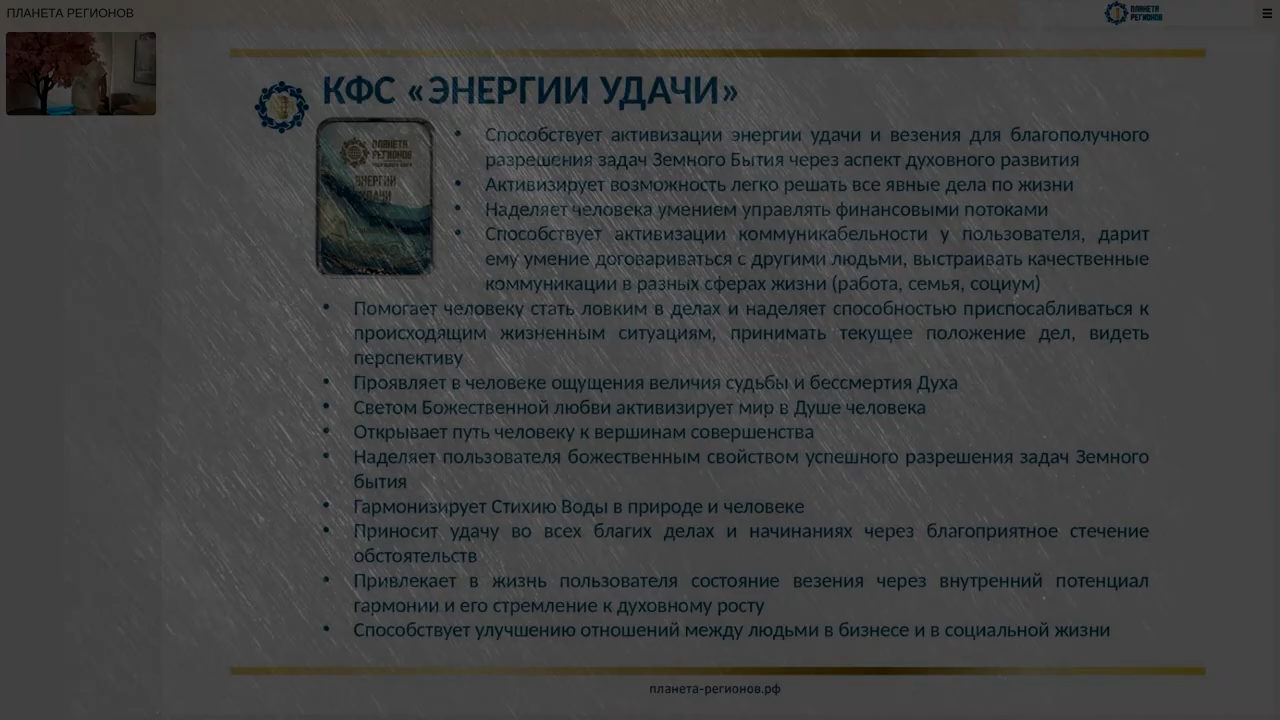 ПЛАНЕТА РЕГИОНОВ
ПЛАНЕТА
РЕГИОНОВ
КФС «ЭНЕРГИИ УДАЧИ»
ПЛАНЕТА
РЕГИОНОВ
ЭНЕРГИИ
УДАЧИ
• Способствует активизации энергии удачи и везения для благополучного
разрешения задач Земного Бытия через аспект духовного развития
• Активизирует возможность легко решать все явные дела по жизни
• Наделяет человека умением управлять финансовыми потоками
• Способствует активизации коммуникабельности у пользователя, дарит
ему умение договариваться с другими людьми, выстраивать качественные
коммуникации в разных сферах жизни (работа, семья, социум)
• Помогает человеку стать ловким в делах и наделяет способностью приспосабливаться к
происходящим жизненным ситуациям, принимать текущее положение дел, видеть
перспективу
• Проявляет в человеке ощущения величия судьбы и бессмертия Духа
• Светом Божественной любви активизирует мир в Душе человека
• Открывает путь человеку к вершинам совершенства
• Наделяет пользователя божественным свойством успешного разрешения задач Земного
бытия
• Гармонизирует Стихию Воды в природе и человеке
• Приносит удачу во всех благих делах и начинаниях через благоприятное стечение
обстоятельств
• Привлекает в жизнь пользователя состояние везения через внутренний потенциал
гармонии и его стремление к духовному росту
• Способствует улучшению отношений между людьми в бизнесе и в социальной жизни
планета-регионов.рф